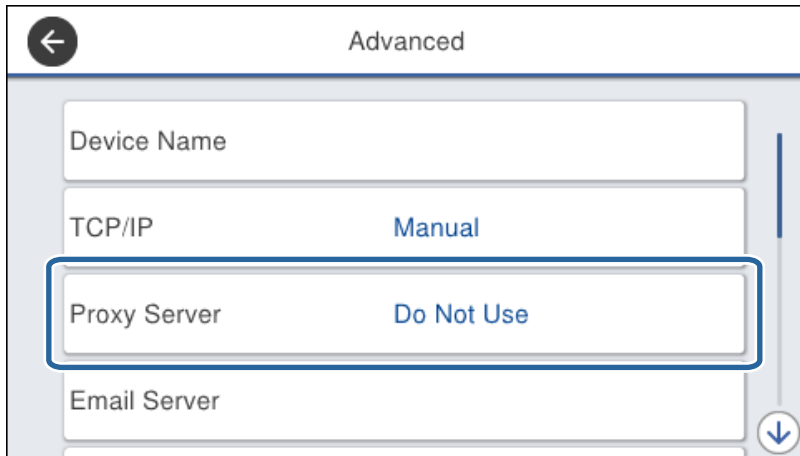 Advanced
Device Name
TCP/IP Manual
Proxy Server Do Not Use
Email Server